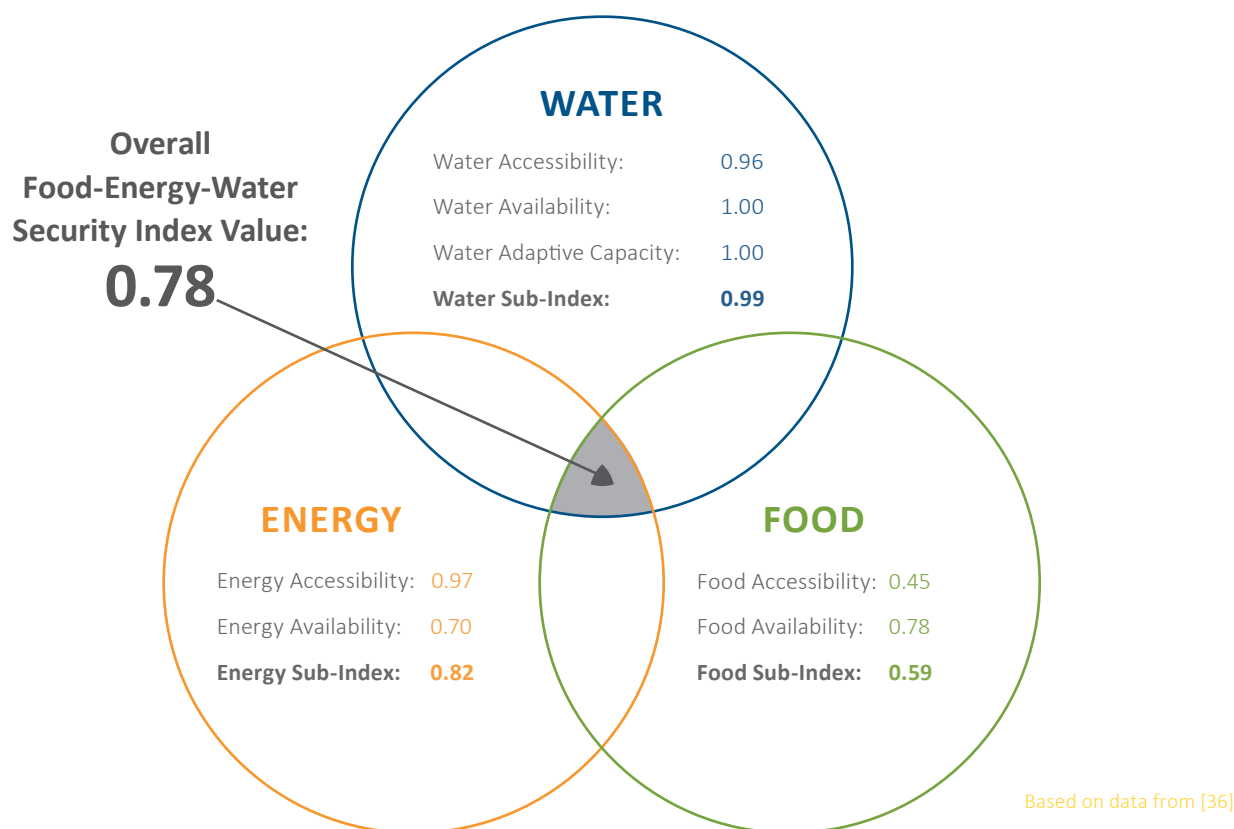 WATER
Overall
Food-Energy-Water
Security Index Value:
0.78
Water Accessibility: 0.96
Water Availability: 1.00
Water Adaptive Capacity: 1.00
Water Sub-Index: 0.99
ENERGY
Energy Accessibility: 0.97
Energy Availability: 0.70
Energy Sub-Index: 0.82
FOOD
Food Accessibility: 0.45
Food Availability: 0.78
Food Sub-Index: 0.59
Based on data from [36]